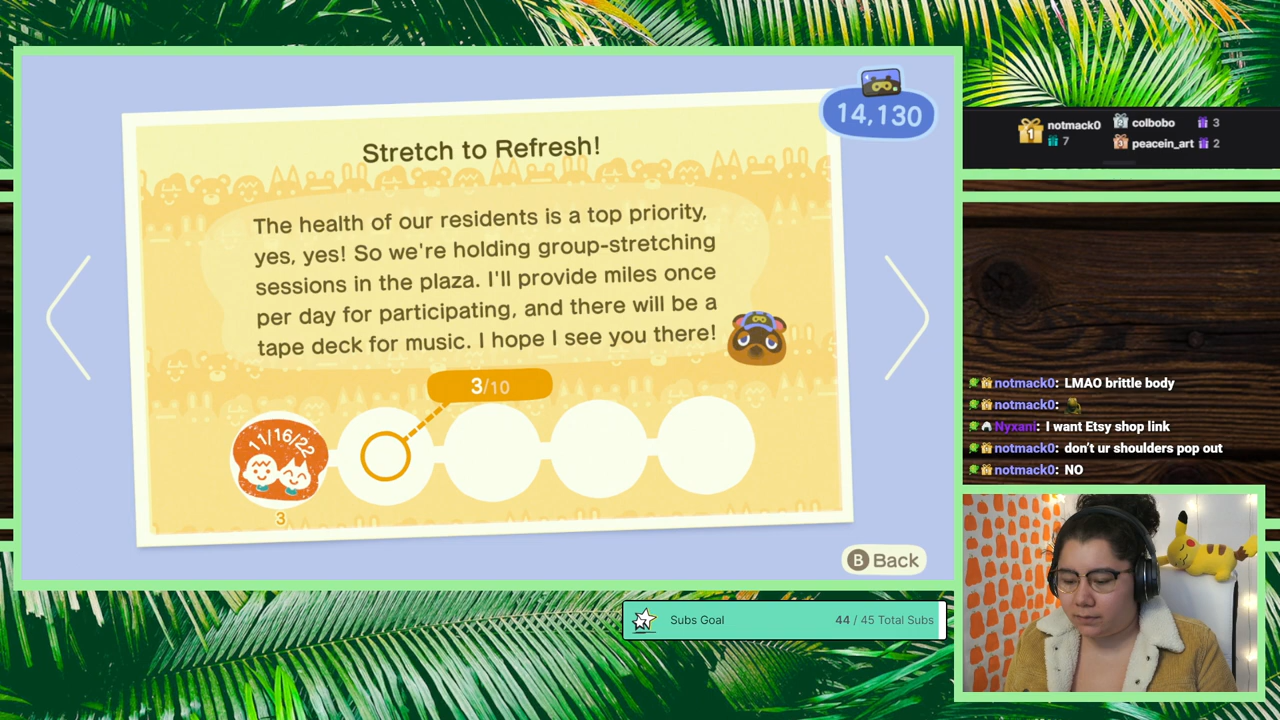 14,130
Stretch to Refresh!
The health of our residents is a top priority,
yes, yes! So we're holding group-stretching
sessions in the plaza. I'll provide miles once
per day for participating, and there will be a
tape deck for music. I hope I see you there!
3/10
11/16/22
3
B Back
Subs Goal 44 / 45 Total Subs
1 notmack0 7
2 colbobo 3
3 peacein_art 2
notmack0: LMAO brittle body
notmack0:
Nyxani: I want Etsy shop link
notmack0: don't ur shoulders pop out
notmack0: NO